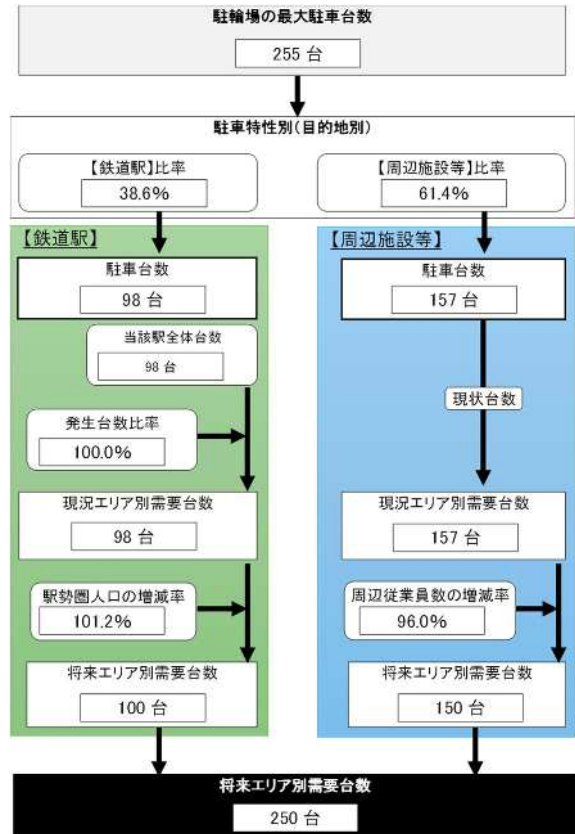 駐輪場の最大駐車台数
255 台
駐車特性別(目的地別)
【鉄道駅】比率
38.6%
【周辺施設等】比率
61.4%
【鉄道駅】
駐車台数
98 台
当該駅全体台数
98 台
発生台数比率
100.0%
現況エリア別需要台数
98 台
駅勢圏人口の増減率
101.2%
将来エリア別需要台数
100 台
【周辺施設等】
駐車台数
157 台
現状台数
現況エリア別需要台数
157 台
周辺従業員数の増減率
96.0%
将来エリア別需要台数
150 台
将来エリア別需要台数
250 台